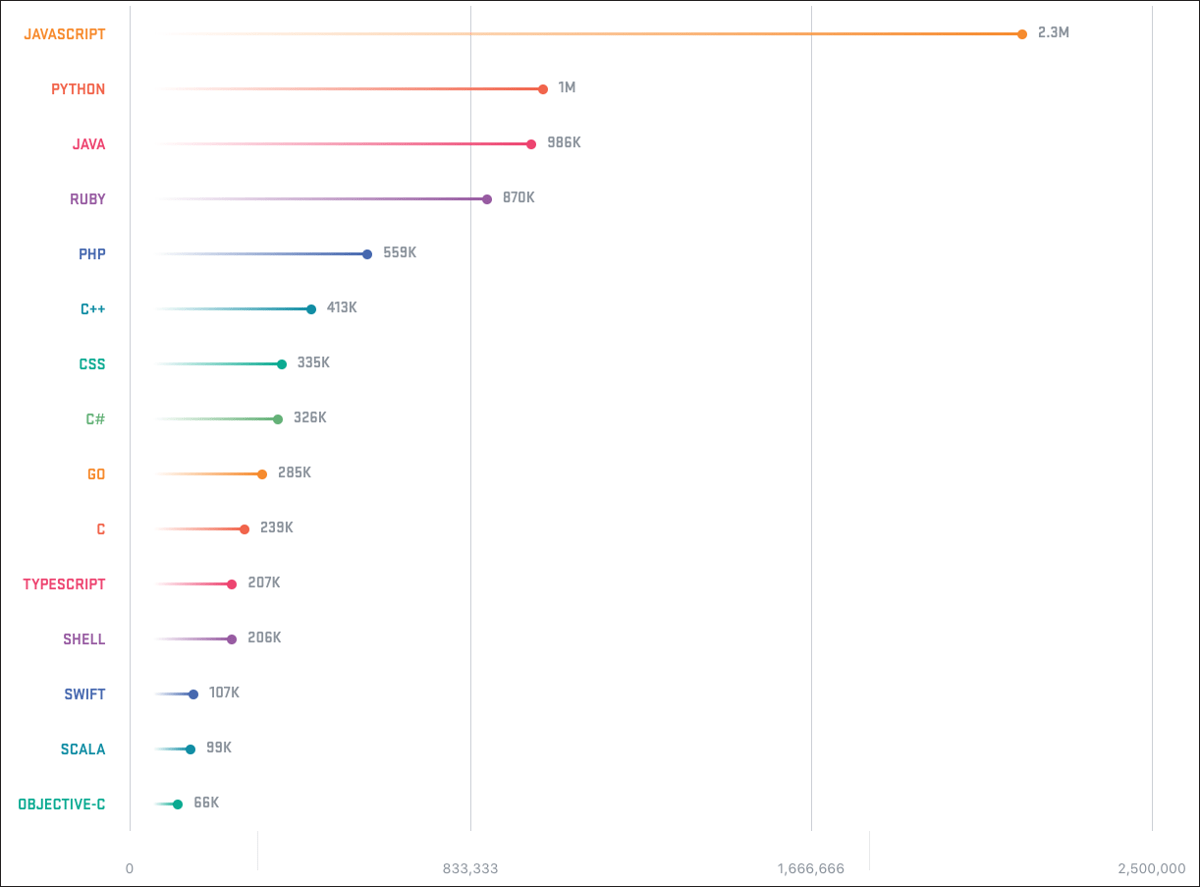 JAVASCRIPT 2.3M
PYTHON 1M
JAVA 986K
RUBY 870K
PHP 559K
C++ 413K
CSS 335K
C# 326K
GO 285K
C 239K
TYPESCRIPT 207K
SHELL 206K
SWIFT 107K
SCALA 99K
OBJECTIVE-C 66K
0 833,333 1,666,666 2,500,000